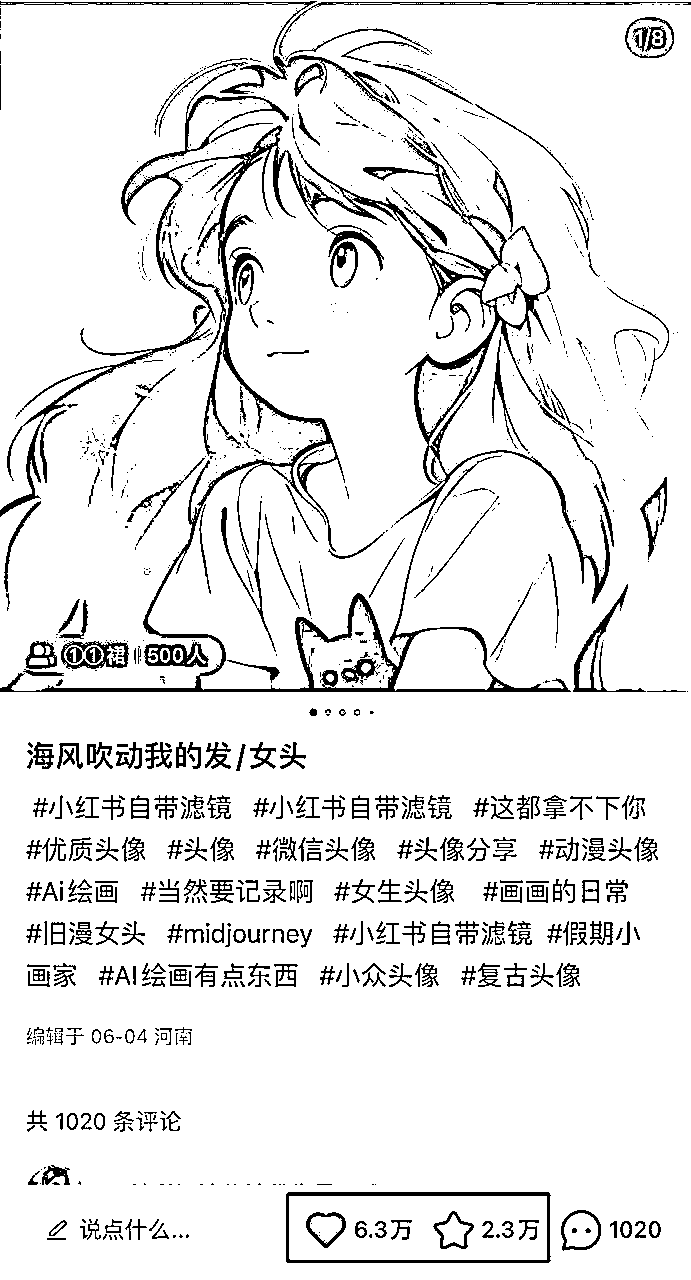 1/8
①①裙 500人
海风吹动我的发/女头
#小红书自带滤镜 #小红书自带滤镜 #这都拿不下你
#优质头像 #头像 #微信头像 #头像分享 #动漫头像
#Ai绘画 #当然要记录啊 #女生头像 #画画的日常
#旧漫女头 #midjourney #小红书自带滤镜 #假期小
画家 #AI绘画有点东西 #小众头像 #复古头像
编辑于 06-04 河南
共 1020 条评论
说点什么... 6.3万 2.3万 1020